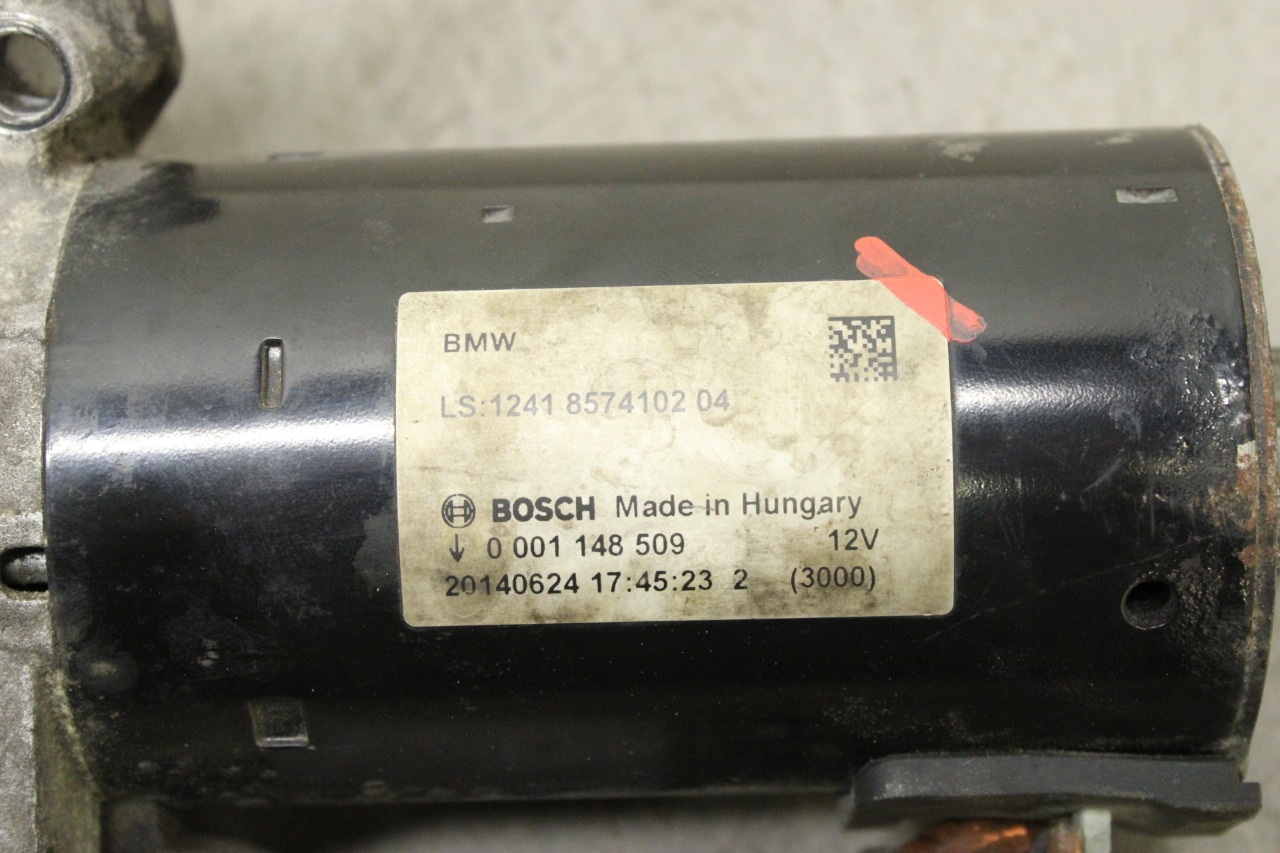 BMW
LS:1241 8574102 04
BOSCH Made in Hungary
↓ 0 001 148 509 12V
20140624 17:45:23 2 (3000)